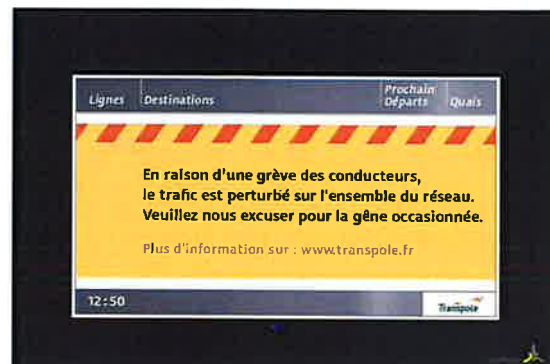 Lignes Destinations Prochain Départs Quais
En raison d'une grève des conducteurs,
le trafic est perturbé sur l'ensemble du réseau.
Veuillez nous excuser pour la gêne occasionnée.
Plus d'information sur : www.transpole.fr
12:50 Transpole